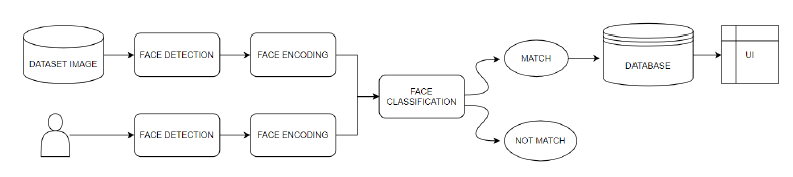 DATASET IMAGE
FACE DETECTION
FACE ENCODING
FACE DETECTION
FACE ENCODING
FACE
CLASSIFICATION
MATCH
NOT MATCH
DATABASE
UI